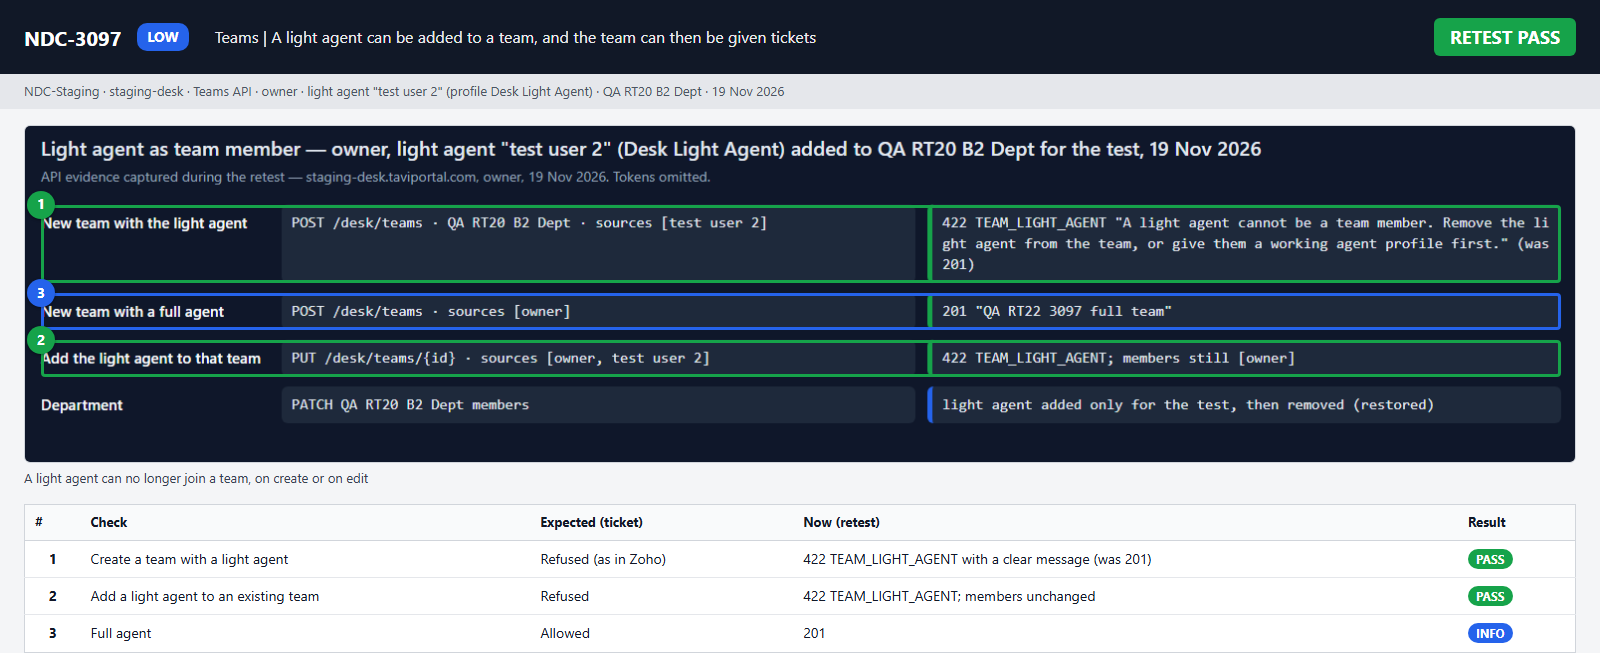 NDC-3097 LOW Teams | A light agent can be added to a team, and the team can then be given tickets RETEST PASS
NDC-Staging · staging-desk · Teams API · owner · light agent "test user 2" (profile Desk Light Agent) · QA RT20 B2 Dept · 19 Nov 2026
Light agent as team member — owner, light agent "test user 2" (Desk Light Agent) added to QA RT20 B2 Dept for the test, 19 Nov 2026
API evidence captured during the retest — staging-desk.taviportal.com, owner, 19 Nov 2026. Tokens omitted.
1
New team with the light agent POST /desk/teams · QA RT20 B2 Dept · sources [test user 2] 422 TEAM_LIGHT_AGENT "A light agent cannot be a team member. Remove the li
ght agent from the team, or give them a working agent profile first." (was
201)
3
New team with a full agent POST /desk/teams · sources [owner] 201 "QA RT22 3097 full team"
2
Add the light agent to that team PUT /desk/teams/{id} · sources [owner, test user 2] 422 TEAM_LIGHT_AGENT; members still [owner]
Department PATCH QA RT20 B2 Dept members light agent added only for the test, then removed (restored)
A light agent can no longer join a team, on create or on edit
# Check Expected (ticket) Now (retest) Result
1 Create a team with a light agent Refused (as in Zoho) 422 TEAM_LIGHT_AGENT with a clear message (was 201) PASS
2 Add a light agent to an existing team Refused 422 TEAM_LIGHT_AGENT; members unchanged PASS
3 Full agent Allowed 201 INFO